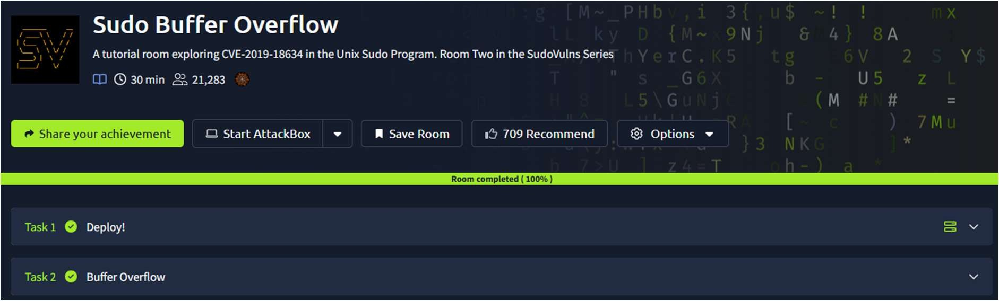 Sudo Buffer Overflow
A tutorial room exploring CVE-2019-18634 in the Unix Sudo Program. Room Two in the SudoVulns Series
30 min 21,283
Share your achievement Start AttackBox Save Room 709 Recommend Options
Room completed ( 100% )
Task 1 Deploy!
Task 2 Buffer Overflow